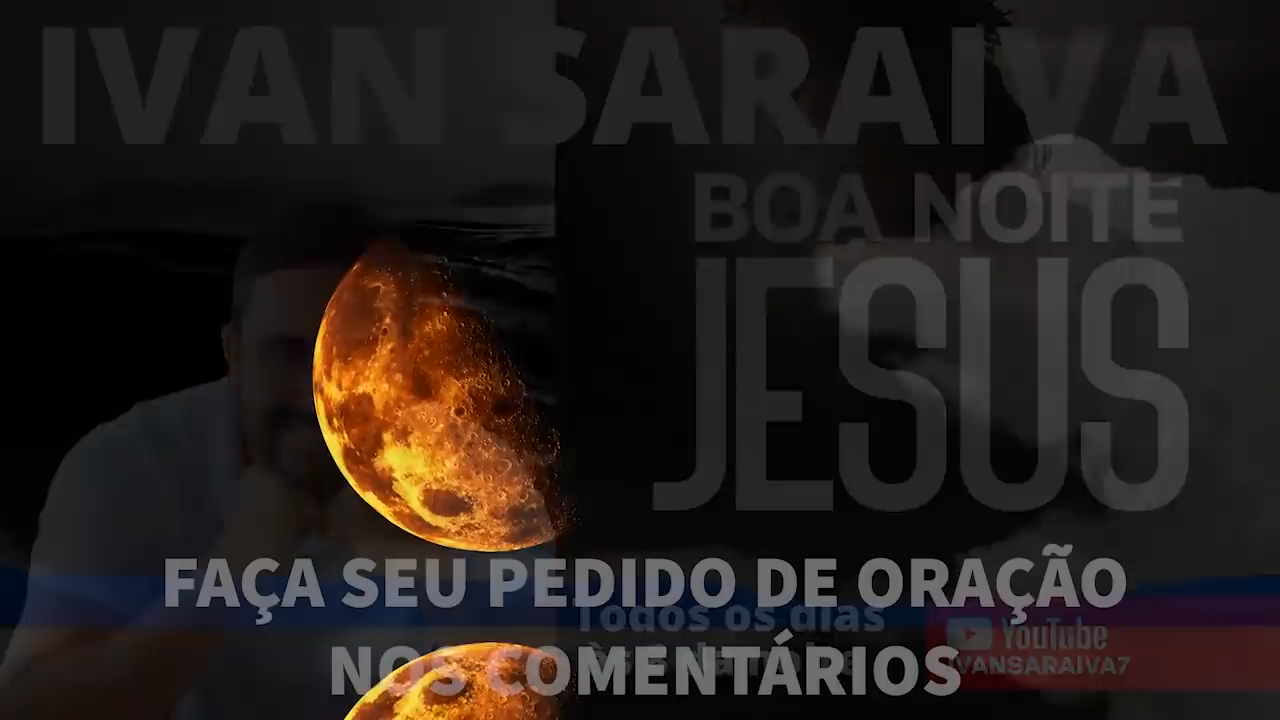 IVAN SARAIVA
BOA NOITE
JESUS
FAÇA SEU PEDIDO DE ORAÇÃO
Todos os dias
YouTube
NOS COMENTÁRIOS
IVANSARAIVA7